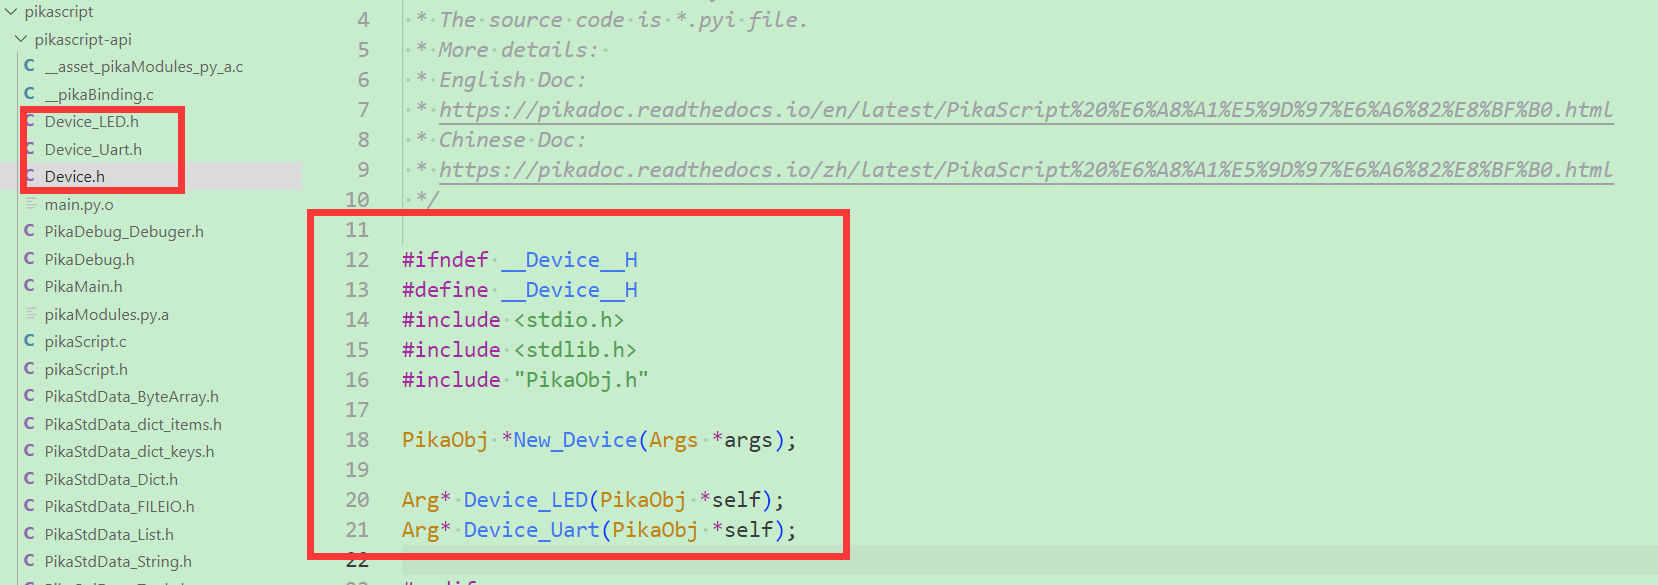 pikascript
pikascript-api
C __asset_pikaModules_py_a.c
C __pikaBinding.c
C Device_LED.h
C Device_Uart.h
C Device.h
main.py.o
C PikaDebug_Debuger.h
C PikaDebug.h
C PikaMain.h
pikaModules.py.a
C pikaScript.c
C pikaScript.h
C PikaStdData_ByteArray.h
C PikaStdData_dict_items.h
C PikaStdData_dict_keys.h
C PikaStdData_Dict.h
C PikaStdData_FILEIO.h
C PikaStdData_List.h
C PikaStdData_String.h
4 * The source code is *.pyi file.
5 * More details:
6 * English Doc:
7 * https://pikadoc.readthedocs.io/en/latest/PikaScript%20%E6%A8%A1%E5%9D%97%E6%A6%82%E8%BF%B0.html
8 * Chinese Doc:
9 * https://pikadoc.readthedocs.io/zh/latest/PikaScript%20%E6%A8%A1%E5%9D%97%E6%A6%82%E8%BF%B0.html
10 */
11
12 #ifndef __Device__H
13 #define __Device__H
14 #include <stdio.h>
15 #include <stdlib.h>
16 #include "PikaObj.h"
17
18 PikaObj *New_Device(Args *args);
19
20 Arg* Device_LED(PikaObj *self);
21 Arg* Device_Uart(PikaObj *self);
22